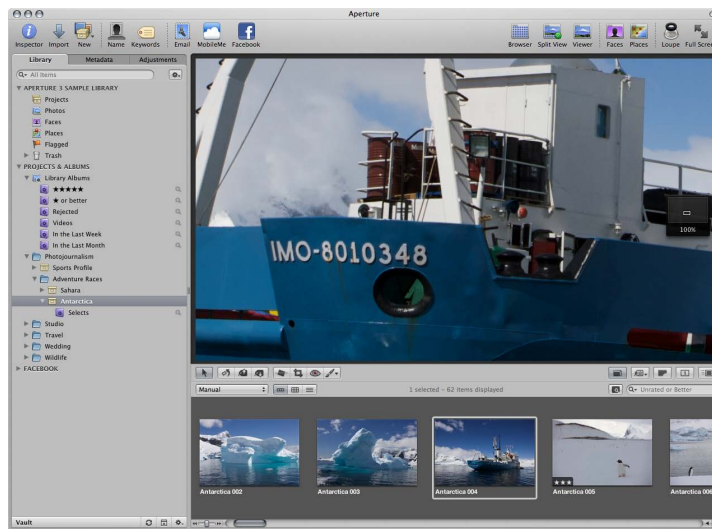 Aperture
Inspector Import New Name Keywords Email MobileMe Facebook Browser Split View Viewer Faces Places Loupe Full Scree
Library Metadata Adjustments
All Items
APERTURE 3 SAMPLE LIBRARY
Projects
Photos
Faces
Places
Flagged
Trash
PROJECTS & ALBUMS
Library Albums
★★★★★
★ or better
Rejected
Videos
In the Last Week
In the Last Month
Photojournalism
Sports Profile
Adventure Races
Sahara
Antarctica
Selects
Studio
Travel
Wedding
Wildlife
FACEBOOK
IMO-8010348
100%
Manual 1 selected - 62 items displayed Unrated or Better
★★★
Antarctica 002 Antarctica 003 Antarctica 004 Antarctica 005 Antarctica 006
Vault